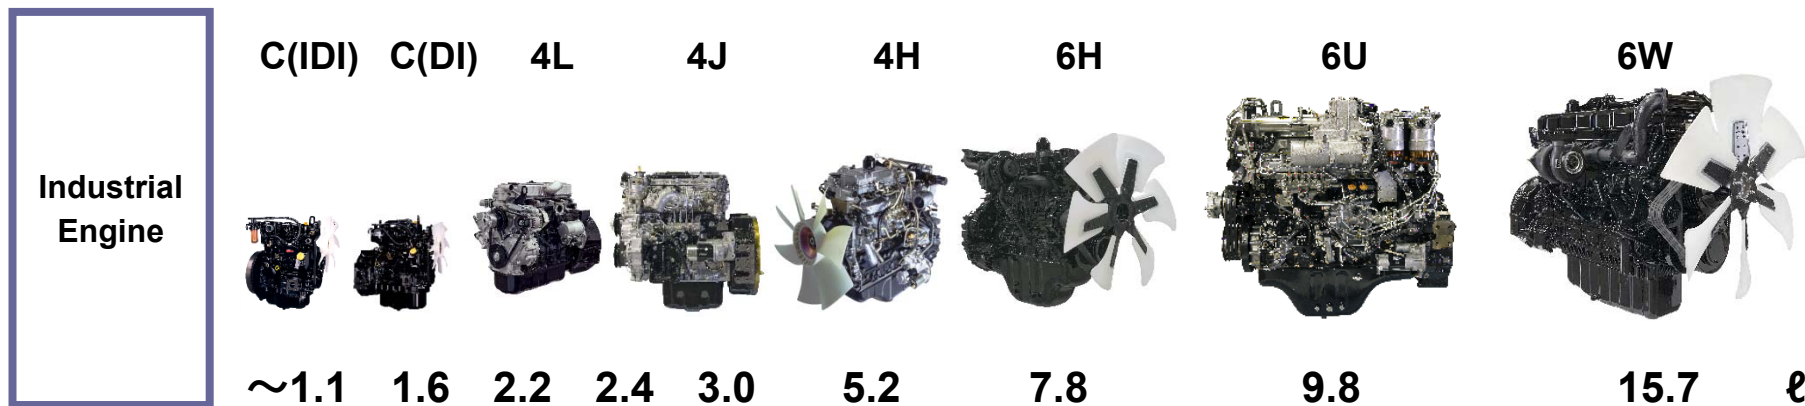 C(IDI) C(DI) 4L 4J 4H 6H 6U 6W
Industrial
Engine
～1.1 1.6 2.2 2.4 3.0 5.2 7.8 9.8 15.7 ℓ